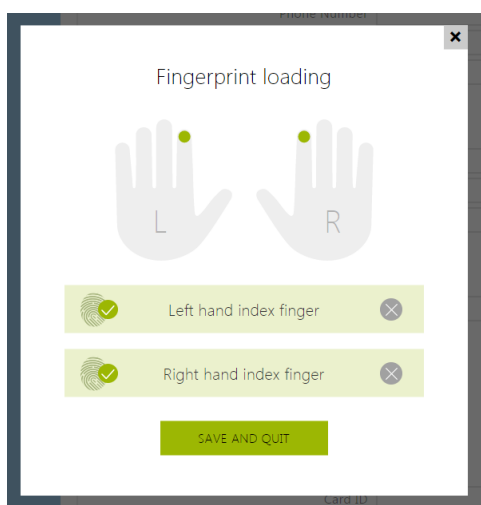 Phone Number
Fingerprint loading
L
R
Left hand index finger
Right hand index finger
SAVE AND QUIT
Card ID